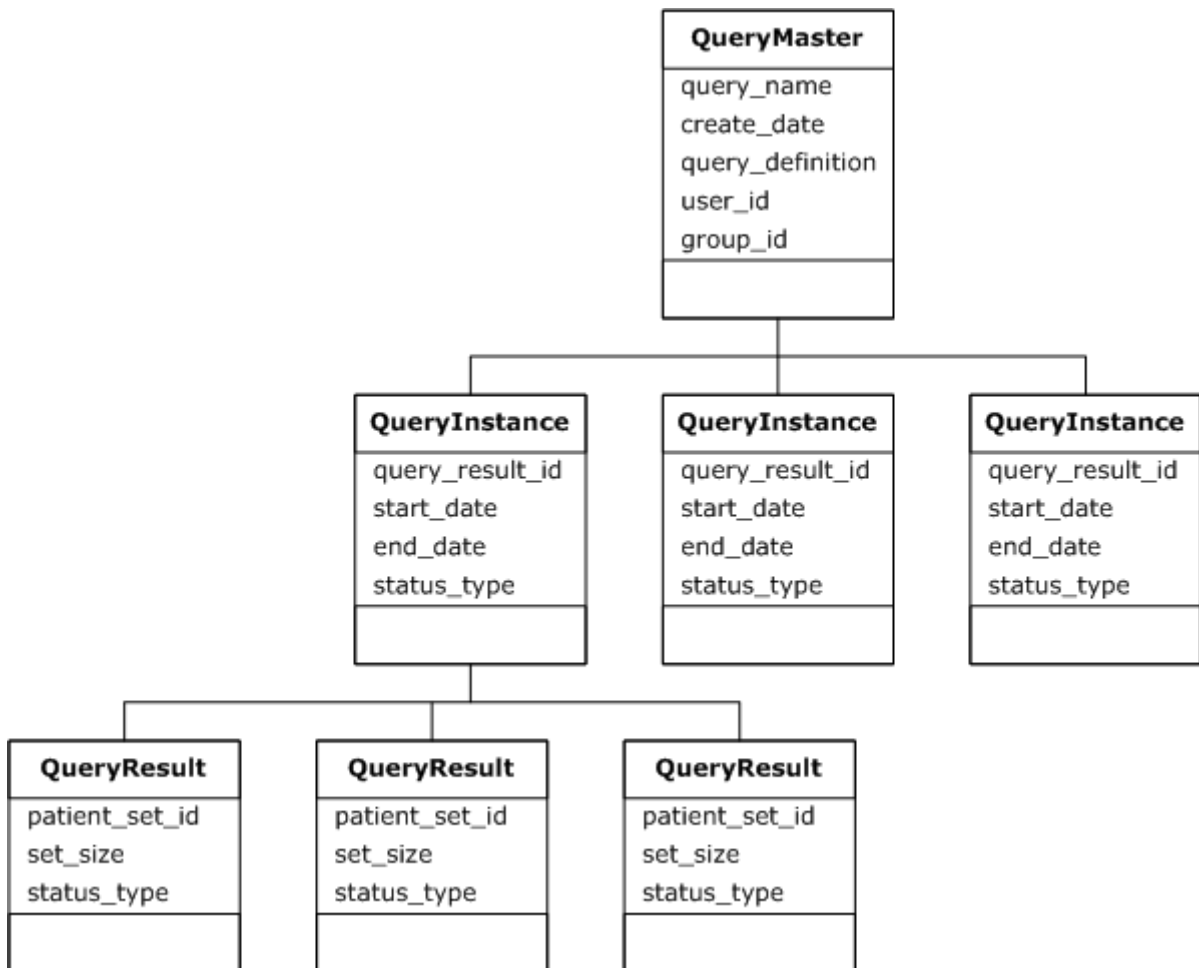 QueryMaster
query_name
create_date
query_definition
user_id
group_id
QueryInstance
query_result_id
start_date
end_date
status_type
QueryInstance
query_result_id
start_date
end_date
status_type
QueryInstance
query_result_id
start_date
end_date
status_type
QueryResult
patient_set_id
set_size
status_type
QueryResult
patient_set_id
set_size
status_type
QueryResult
patient_set_id
set_size
status_type